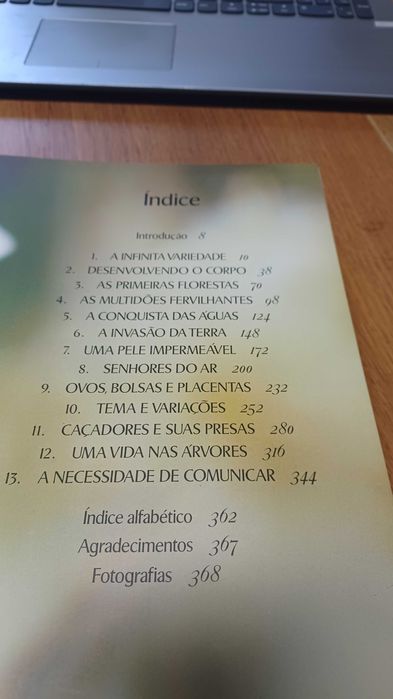 Índice
Introdução 8
1. A INFINITA VARIEDADE 10
2. DESENVOLVENDO O CORPO 38
3. AS PRIMEIRAS FLORESTAS 70
4. AS MULTIDÕES FERVILHANTES 98
5. A CONQUISTA DAS ÁGUAS 124
6. A INVASÃO DA TERRA 148
7. UMA PELE IMPERMEÁVEL 172
8. SENHORES DO AR 200
9. OVOS, BOLSAS E PLACENTAS 232
10. TEMA E VARIAÇÕES 252
11. CAÇADORES E SUAS PRESAS 280
12. UMA VIDA NAS ÁRVORES 316
13. A NECESSIDADE DE COMUNICAR 344
Índice alfabético 362
Agradecimentos 367
Fotografias 368